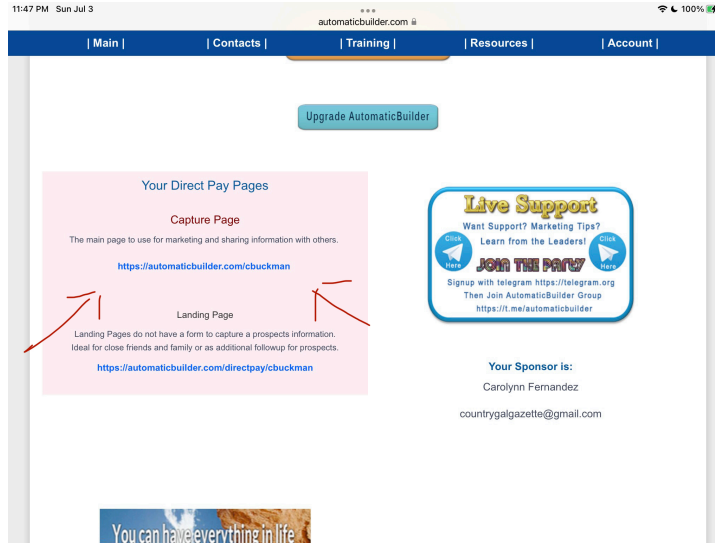 11:47 PM Sun Jul 3
100%
automaticbuilder.com
| Main | | Contacts | | Training | | Resources | | Account |
Upgrade AutomaticBuilder
Your Direct Pay Pages
Capture Page
The main page to use for marketing and sharing information with others.
https://automaticbuilder.com/cbuckman
Landing Page
Landing Pages do not have a form to capture a prospects information.
Ideal for close friends and family or as additional followup for prospects.
https://automaticbuilder.com/directpay/cbuckman
Live Support
Want Support? Marketing Tips?
Click Here
Learn from the Leaders!
Click Here
JOIN THE PARTY
Signup with telegram https://telegram.org
Then Join AutomaticBuilder Group
https://t.me/automaticbuilder
Your Sponsor is:
Carolynn Fernandez
countrygalgazette@gmail.com
You can have everything in life